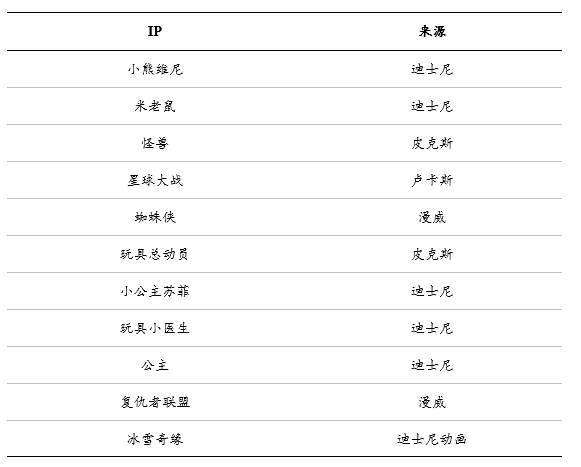 IP 来源
小熊维尼 迪士尼
米老鼠 迪士尼
怪兽 皮克斯
星球大战 卢卡斯
蜘蛛侠 漫威
玩具总动员 皮克斯
小公主苏菲 迪士尼
玩具小医生 迪士尼
公主 迪士尼
复仇者联盟 漫威
冰雪奇缘 迪士尼动画